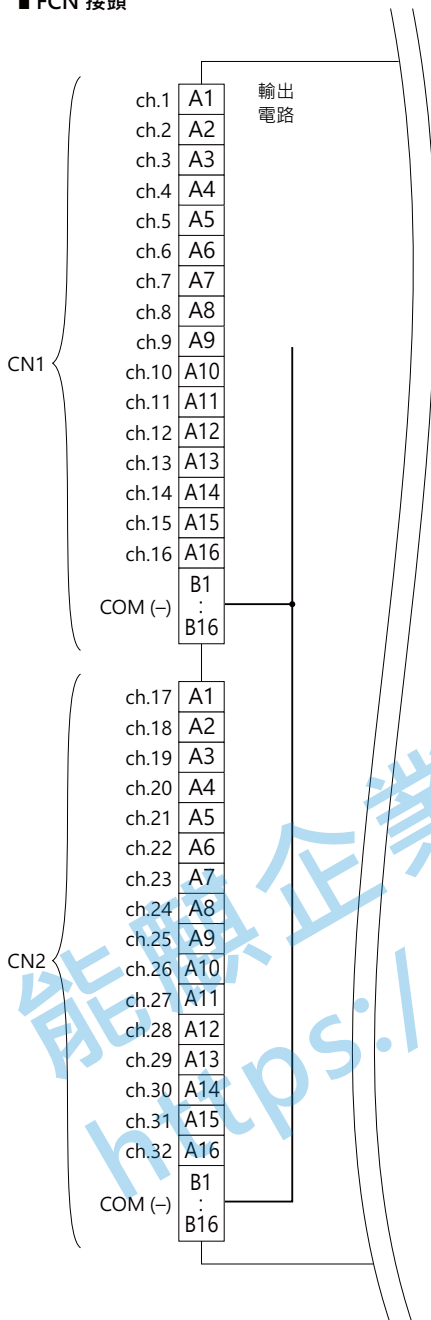 ■ FCN 接頭
輸出
電路
CN1
ch.1 A1
ch.2 A2
ch.3 A3
ch.4 A4
ch.5 A5
ch.6 A6
ch.7 A7
ch.8 A8
ch.9 A9
ch.10 A10
ch.11 A11
ch.12 A12
ch.13 A13
ch.14 A14
ch.15 A15
ch.16 A16
COM (–) B1
:
B16
CN2
ch.17 A1
ch.18 A2
ch.19 A3
ch.20 A4
ch.21 A5
ch.22 A6
ch.23 A7
ch.24 A8
ch.25 A9
ch.26 A10
ch.27 A11
ch.28 A12
ch.29 A13
ch.30 A14
ch.31 A15
ch.32 A16
COM (–) B1
:
B16
能麒企業
https:/